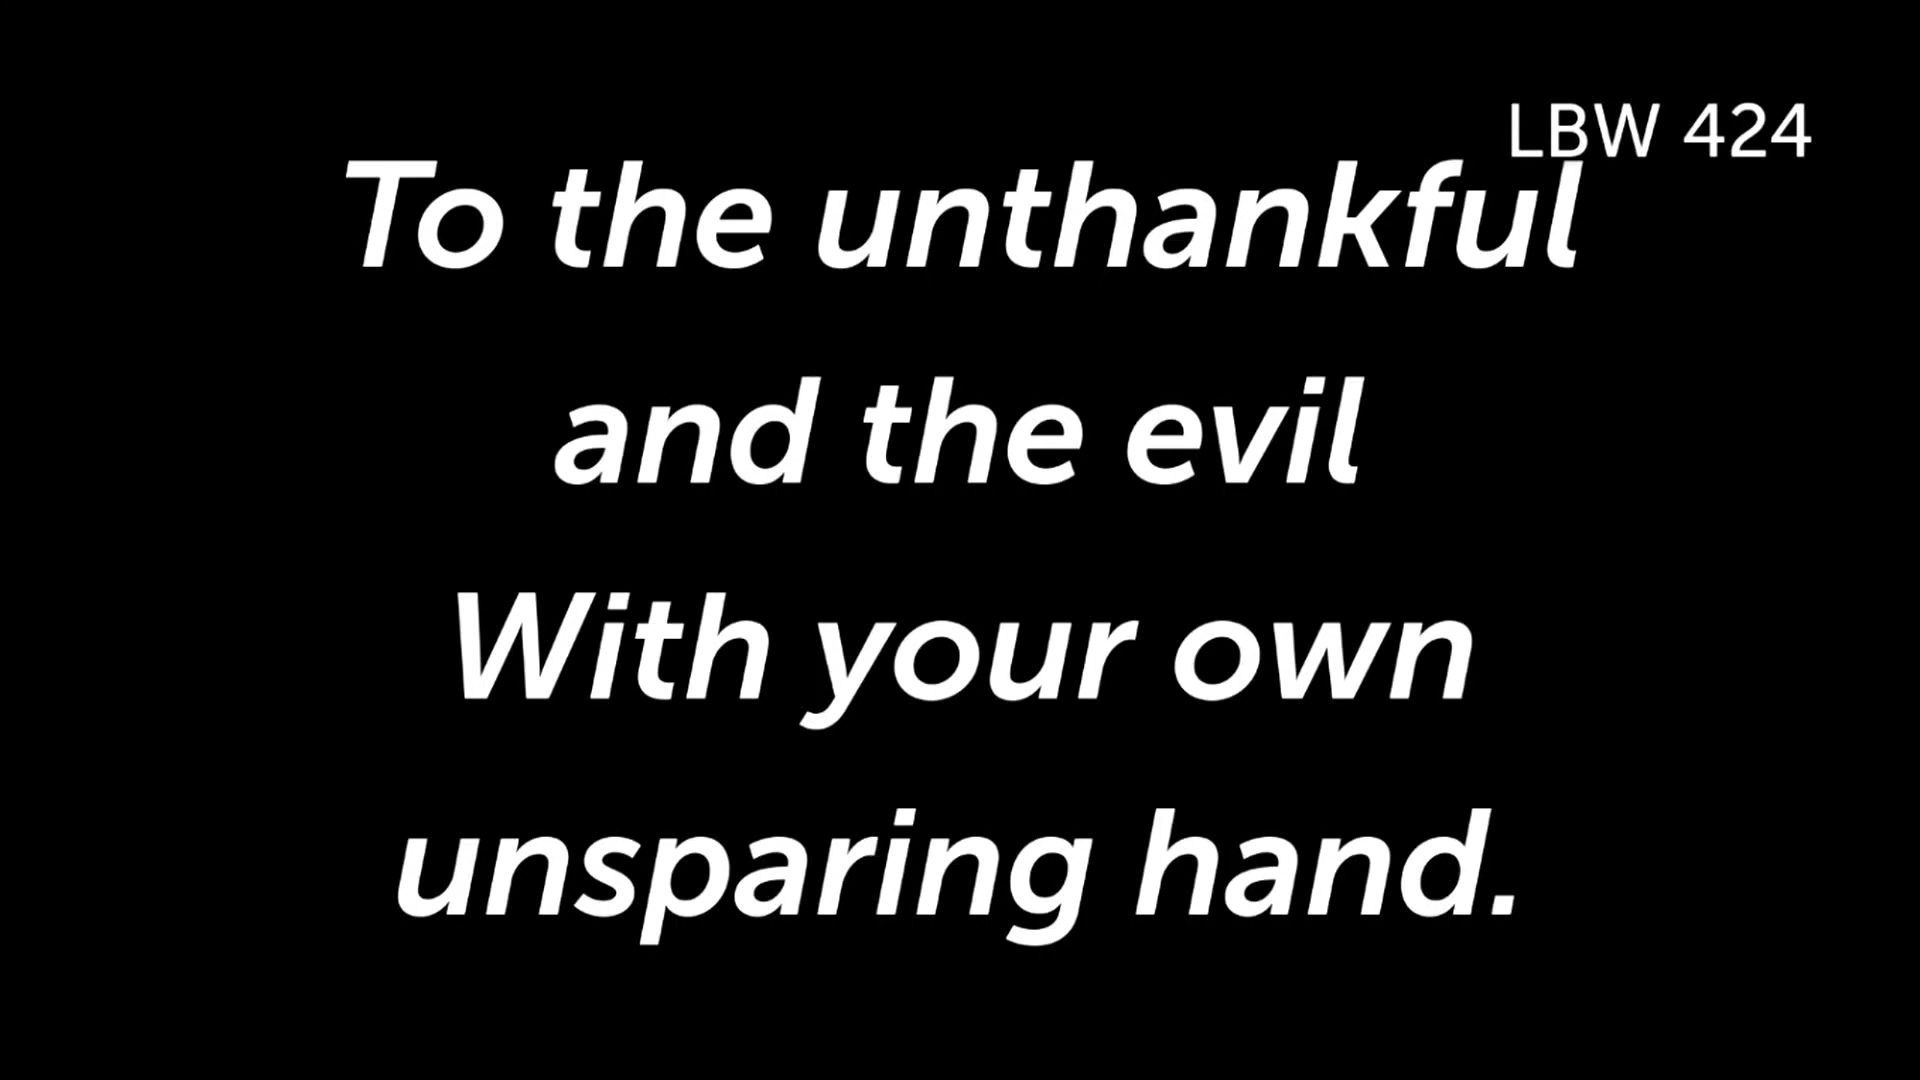 LBW 424
To the unthankful
and the evil
With your own
unsparing hand.